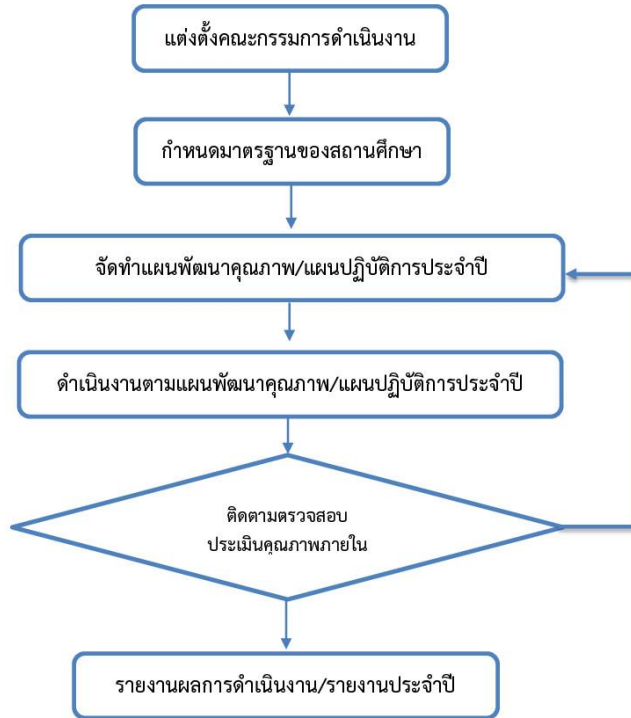 แต่งตั้งคณะกรรมการดำเนินงาน
กำหนดมาตรฐานของสถานศึกษา
จัดทำแผนพัฒนาคุณภาพ/แผนปฏิบัติการประจำปี
ดำเนินงานตามแผนพัฒนาคุณภาพ/แผนปฏิบัติการประจำปี
ติดตามตรวจสอบ
ประเมินคุณภาพภายใน
รายงานผลการดำเนินงาน/รายงานประจำปี